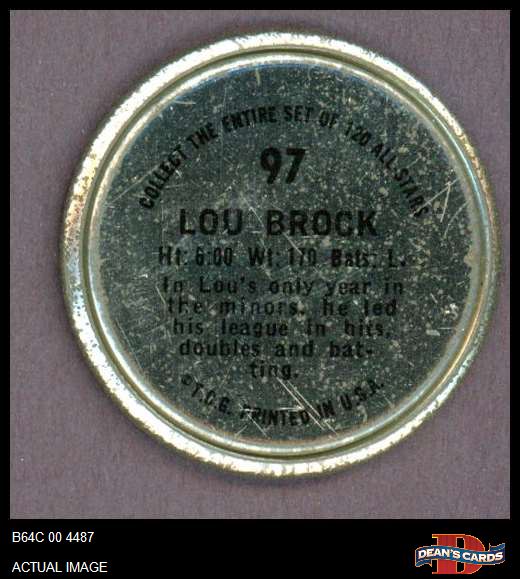 COLLECT THE ENTIRE SET OF 120 ALL STARS
97
LOU BROCK
Ht: 6:00 Wt: 170 Bats: L.
In Lou's only year in
the minors, he led
his league in hits,
doubles and bat-
ting.
©T.C.G. PRINTED IN U.S.A.
B64C 00 4487
ACTUAL IMAGE
D
DEAN'S CARDS